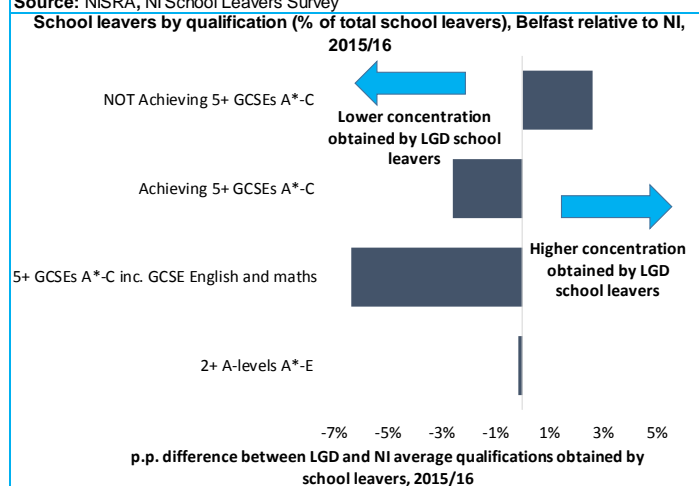 Source: NISRA, NI School Leavers Survey
School leavers by qualification (% of total school leavers), Belfast relative to NI,
2015/16
NOT Achieving 5+ GCSEs A*-C
Lower concentration
obtained by LGD school
leavers
Achieving 5+ GCSEs A*-C
Higher concentration
obtained by LGD
school leavers
5+ GCSEs A*-C inc. GCSE English and maths
2+ A-levels A*-E
-7% -5% -3% -1% 1% 3% 5%
p.p. difference between LGD and NI average qualifications obtained by
school leavers, 2015/16